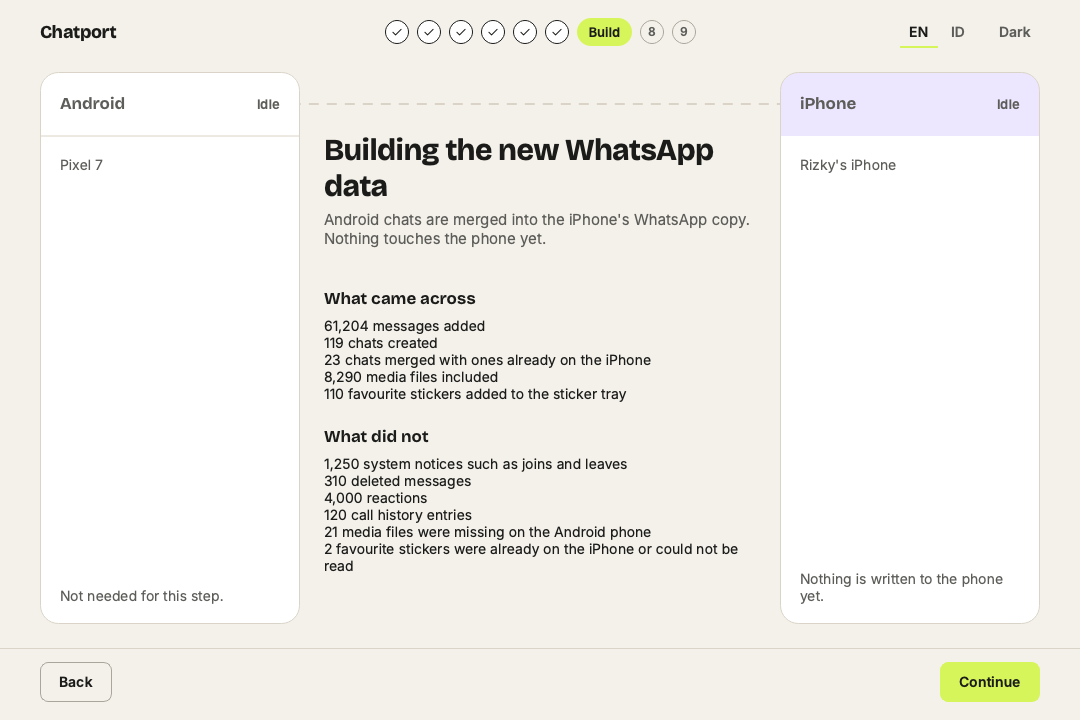 Chatport
Build
8
9
EN
ID
Dark
Android
Idle
Pixel 7
Not needed for this step.
Building the new WhatsApp
data
Android chats are merged into the iPhone's WhatsApp copy.
Nothing touches the phone yet.
What came across
61,204 messages added
119 chats created
23 chats merged with ones already on the iPhone
8,290 media files included
110 favourite stickers added to the sticker tray
What did not
1,250 system notices such as joins and leaves
310 deleted messages
4,000 reactions
120 call history entries
21 media files were missing on the Android phone
2 favourite stickers were already on the iPhone or could not be
read
iPhone
Idle
Rizky's iPhone
Nothing is written to the phone
yet.
Back
Continue